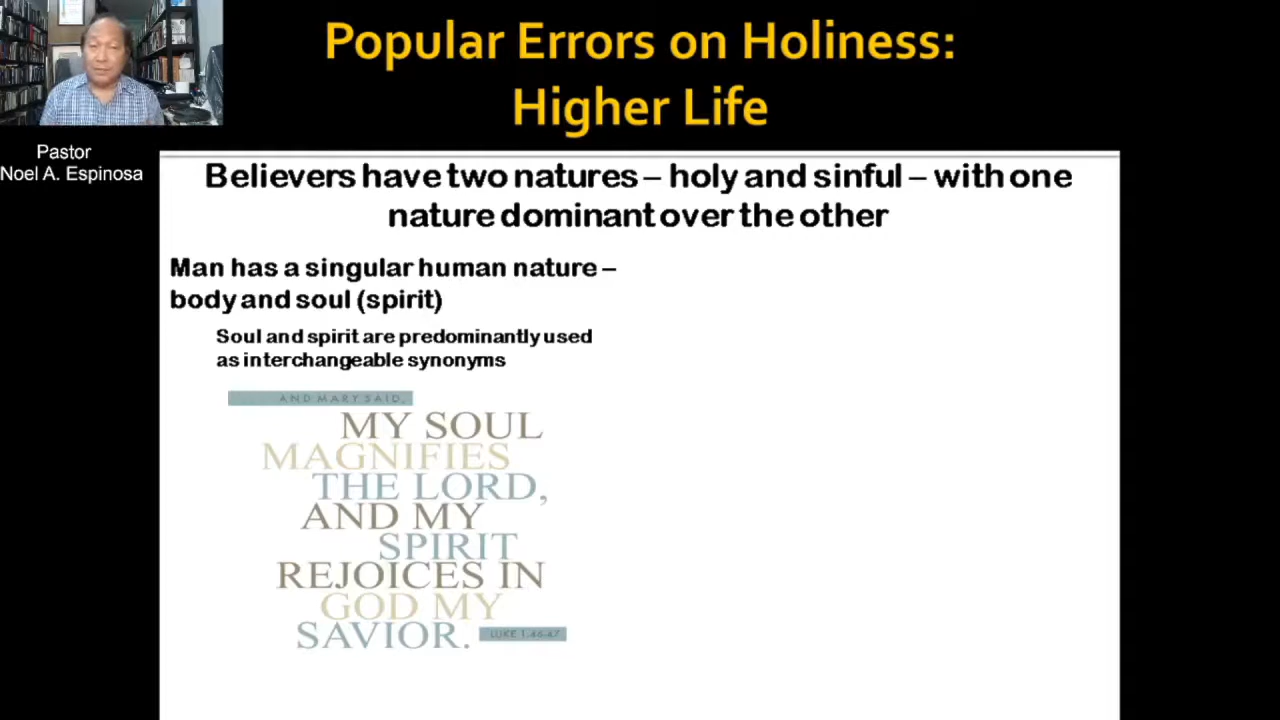 Popular Errors on Holiness:
Higher Life
Pastor
Noel A. Espinosa
Believers have two natures – holy and sinful – with one
nature dominant over the other
Man has a singular human nature –
body and soul (spirit)
Soul and spirit are predominantly used
as interchangeable synonyms
AND MARY SAID,
MY SOUL
MAGNIFIES
THE LORD,
AND MY
SPIRIT
REJOICES IN
GOD MY
SAVIOR.
LUKE 1:46-47